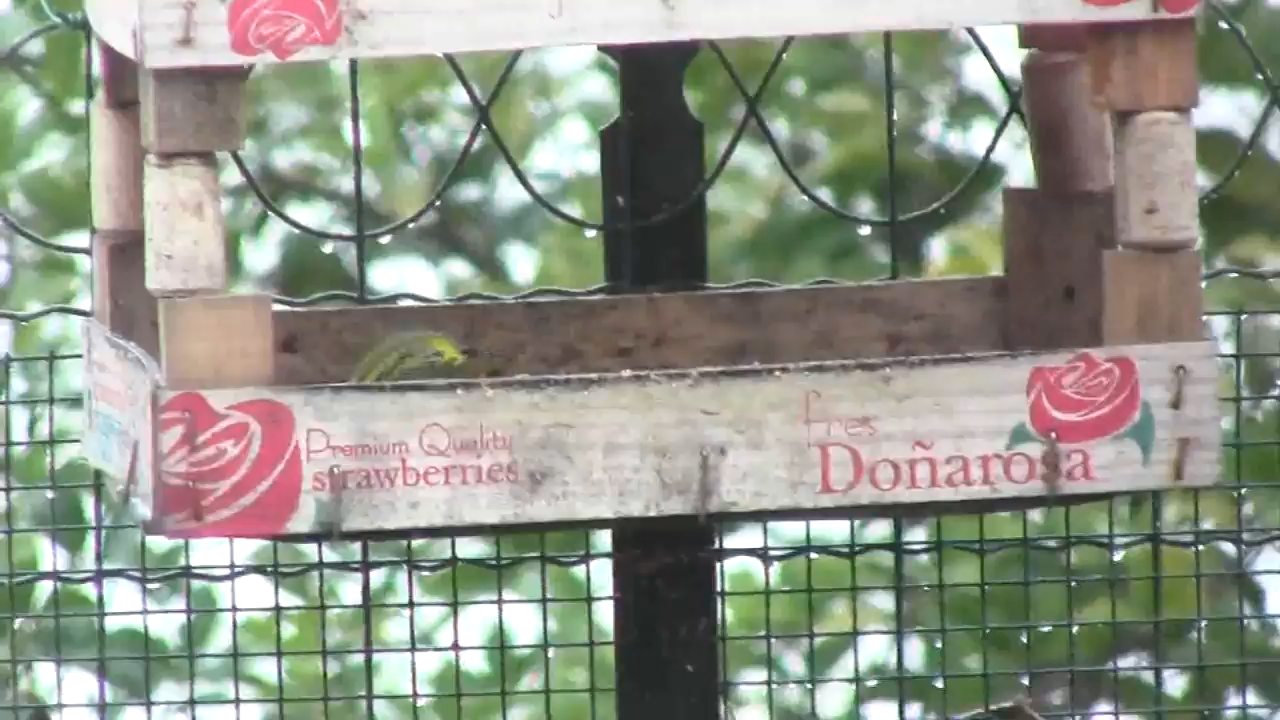 Premium Quality
strawberries
fres
Doñarosa